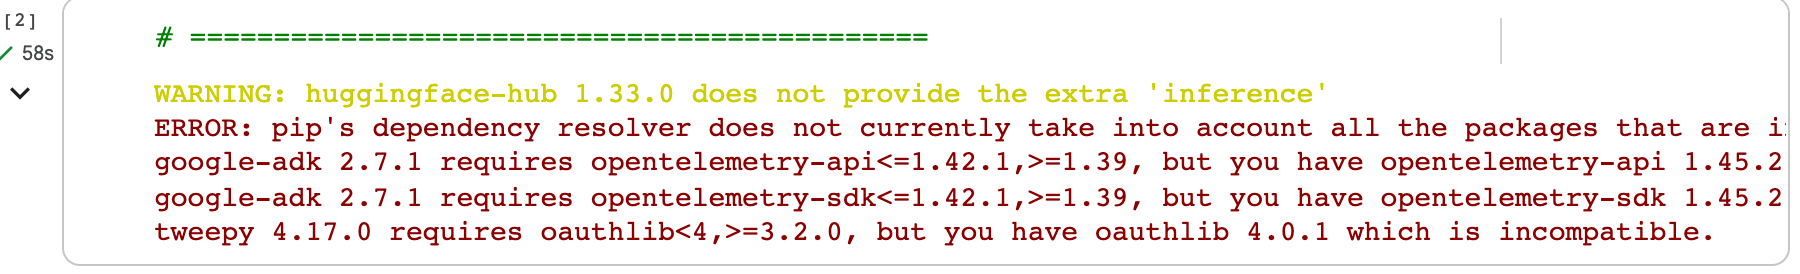 [2]
# ============================================
58s
WARNING: huggingface-hub 1.33.0 does not provide the extra 'inference'
ERROR: pip's dependency resolver does not currently take into account all the packages that are
google-adk 2.7.1 requires opentelemetry-api<=1.42.1,>=1.39, but you have opentelemetry-api 1.45.2
google-adk 2.7.1 requires opentelemetry-sdk<=1.42.1,>=1.39, but you have opentelemetry-sdk 1.45.2
tweepy 4.17.0 requires oauthlib<4,>=3.2.0, but you have oauthlib 4.0.1 which is incompatible.